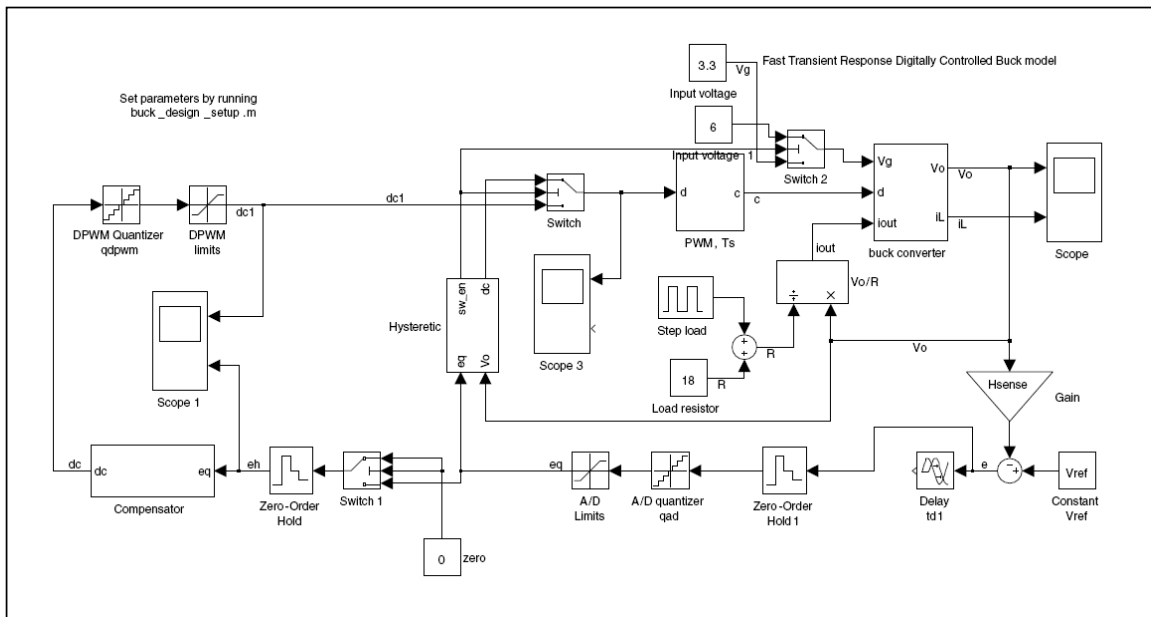 Fast Transient Response Digitally Controlled Buck model
3.3
Vg
Input voltage
Set parameters by running
buck _design _setup .m
6
Input voltage 1
Switch 2
Vg
d
iout
Vo
iL
buck converter
Vo
iL
Scope
DPWM Quantizer
qdpwm
DPWM
limits
dc1
dc1
Switch
d
c
PWM , Ts
c
iout
÷
×
Vo/R
Hysteretic
sw_en
dc
eq
Vo
Scope 3
Step load
+
+
R
18
R
Load resistor
Vo
Hsense
Gain
Scope 1
dc
dc
eq
Compensator
eh
Zero-Order
Hold
Switch 1
0
zero
eq
A/D
Limits
A/D quantizer
qad
Zero-Order
Hold 1
Delay
td1
e
-
+
Vref
Constant
Vref